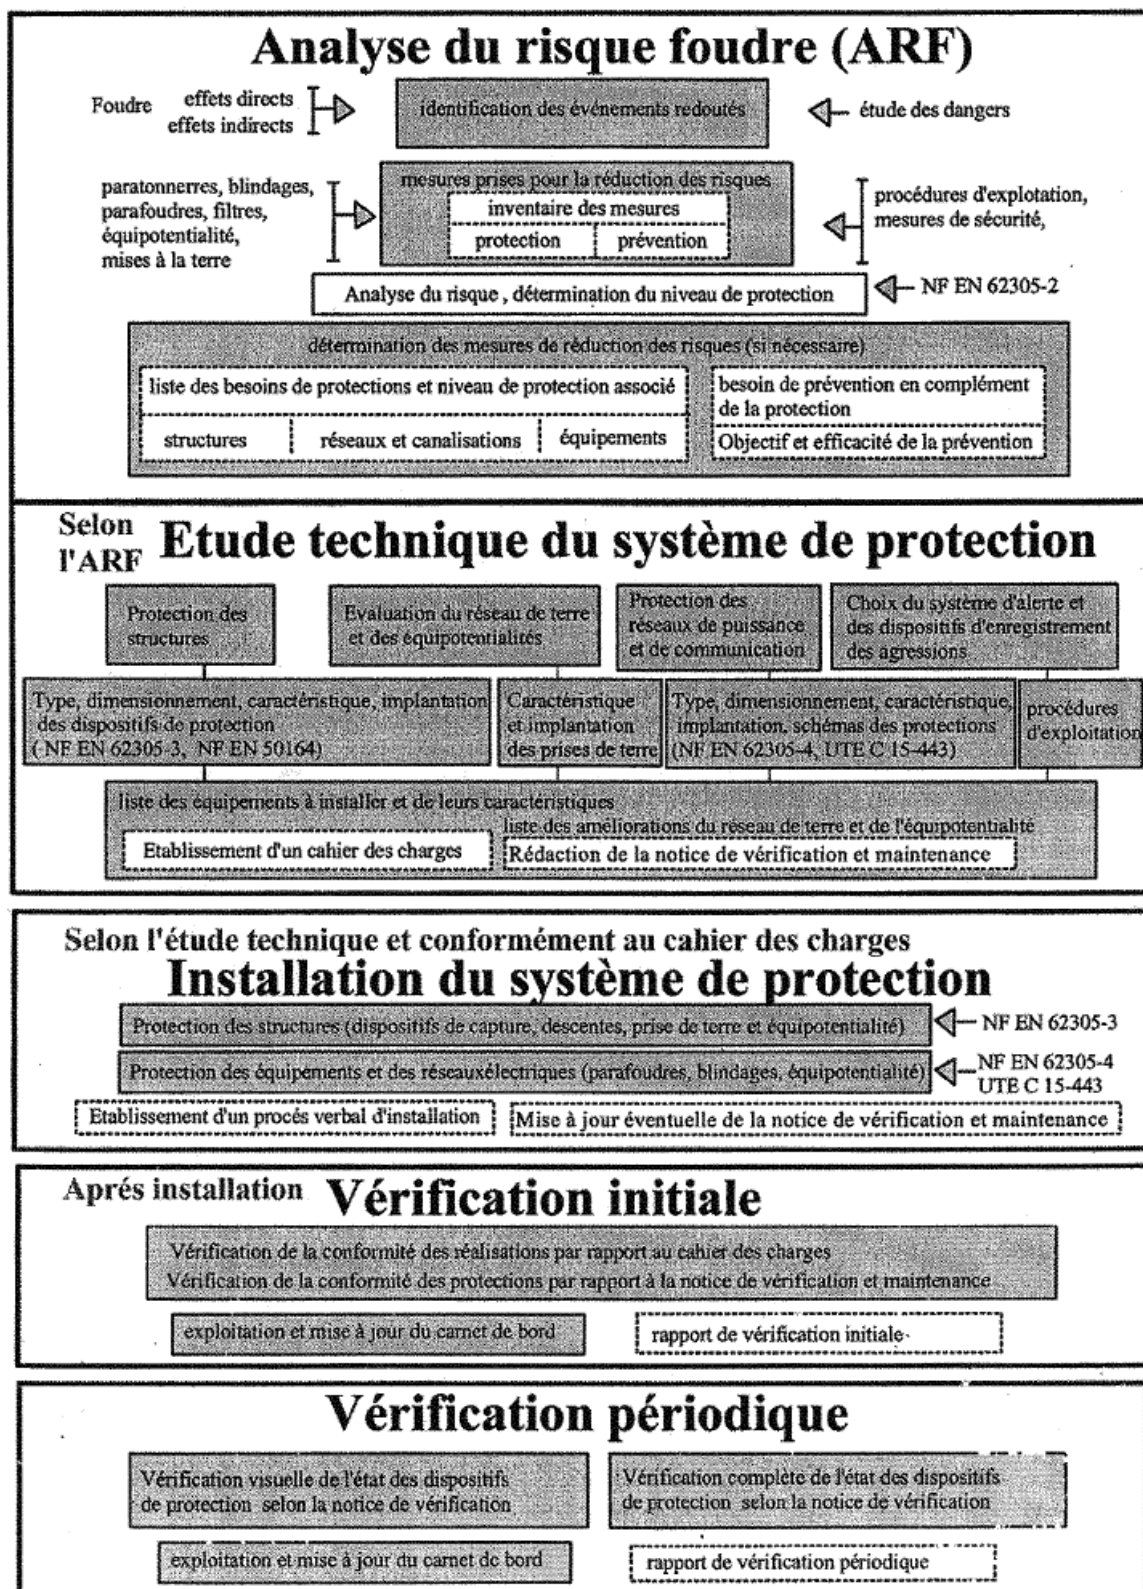 Analyse du risque foudre (ARF)
Foudre
effets directs
effets indirects
identification des événements redoutés
étude des dangers
paratonnerres, blindages,
parafoudres, filtres,
équipotentialité,
mises à la terre
mesures prises pour la réduction des risques
inventaire des mesures
protection
prévention
procédures d'explotation,
mesures de sécurité,
Analyse du risque , détermination du niveau de protection
NF EN 62305-2
détermination des mesures de réduction des risques (si nécessaire)
liste des besoins de protections et niveau de protection associé
structures
réseaux et canalisations
équipements
besoin de prévention en complément
de la protection
Objectif et efficacité de la prévention
Selon
l'ARF
Etude technique du système de protection
Protection des
structures
Evaluation du réseau de terre
et des équipotentialités
Protection des
réseaux de puissance
et de communication
Choix du système d'alerte et
des dispositifs d'enregistrement
des agressions
Type, dimensionnement, caractéristique, implantation
des dispositifs de protection
( NF EN 62305-3, NF EN 50164)
Caractéristique
et implantation
des prises de terre
Type, dimensionnement, caractéristique,
implantation, schémas des protections
(NF EN 62305-4, UTE C 15-443)
procédures
d'exploitation
liste des équipements à installer et de leurs caractéristiques
liste des améliorations du réseau de terre et de l'équipotentialité
Etablissement d'un cahier des charges
Rédaction de la notice de vérification et maintenance
Selon l'étude technique et conformément au cahier des charges
Installation du système de protection
Protection des structures (dispositifs de capture, descentes, prise de terre et équipotentialité)
NF EN 62305-3
Protection des équipements et des réseauxélectriques (parafoudres, blindages, équipotentialité)
NF EN 62305-4
UTE C 15-443
Etablissement d'un procés verbal d'installation
Mise à jour éventuelle de la notice de vérification et maintenance
Aprés installation
Vérification initiale
Vérification de la conformité des réalisations par rapport au cahier des charges
Vérification de la conformité des protections par rapport à la notice de vérification et maintenance
exploitation et mise à jour du carnet de bord
rapport de vérification initiale
Vérification périodique
Vérification visuelle de l'état des dispositifs
de protection selon la notice de vérification
Vérification complète de l'état des dispositifs
de protection selon la notice de vérification
exploitation et mise à jour du carnet de bord
rapport de vérification périodique